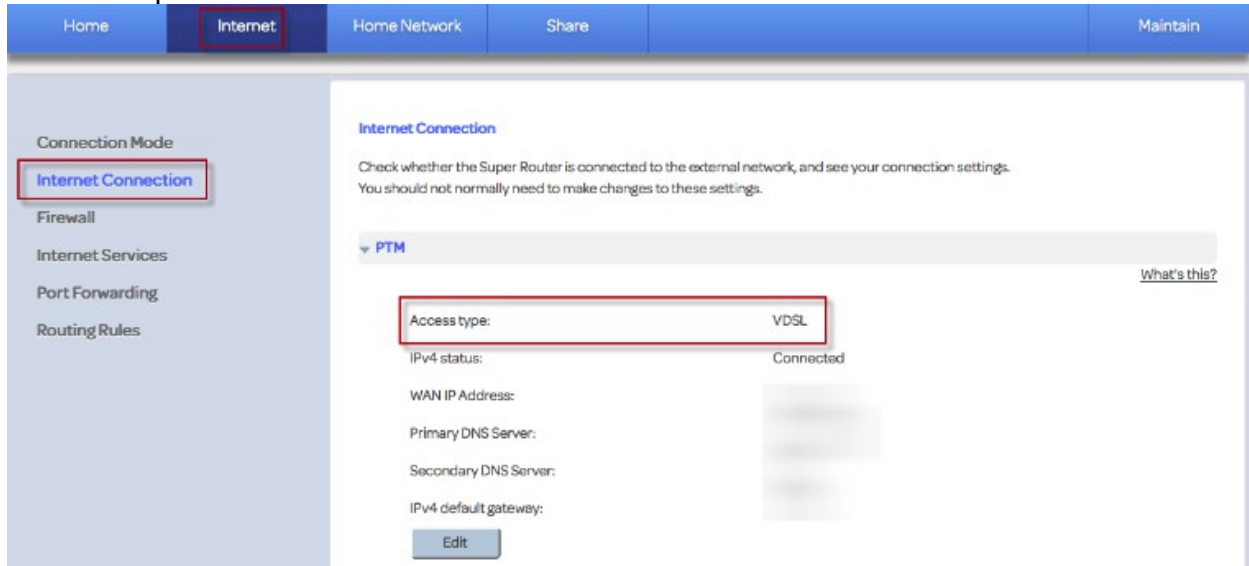 Home Internet Home Network Share Maintain
Connection Mode
Internet Connection
Firewall
Internet Services
Port Forwarding
Routing Rules
Internet Connection
Check whether the Super Router is connected to the external network, and see your connection settings.
You should not normally need to make changes to these settings.
PTM
What's this?
Access type: VDSL
IPv4 status: Connected
WAN IP Address:
Primary DNS Server:
Secondary DNS Server:
IPv4 default gateway:
Edit